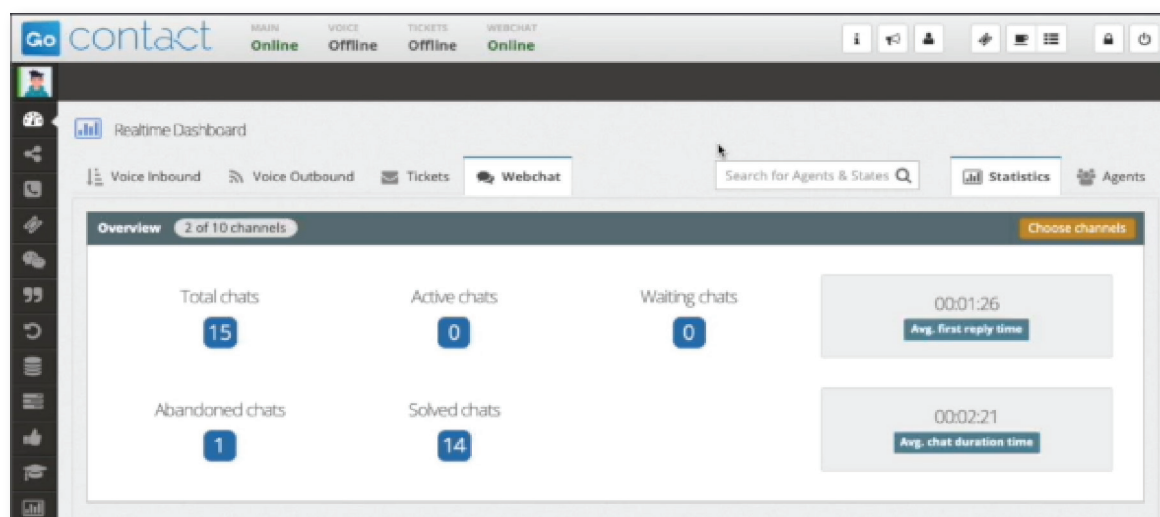 Go contact MAIN VOICE TICKETS WEBCHAT
Online Offline Offline Online
Realtime Dashboard
Voice Inbound Voice Outbound Tickets Webchat Search for Agents & States Statistics Agents
Overview 2 of 10 channels Choose channels
Total chats Active chats Waiting chats 00:01:26
15 0 0 Avg. first reply time
Abandoned chats Solved chats 00:02:21
1 14 Avg. chat duration time